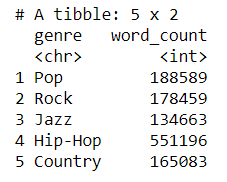 # A tibble: 5 x 2
genre word_count
<chr> <int>
1 Pop 188589
2 Rock 178459
3 Jazz 134663
4 Hip-Hop 551196
5 Country 165083